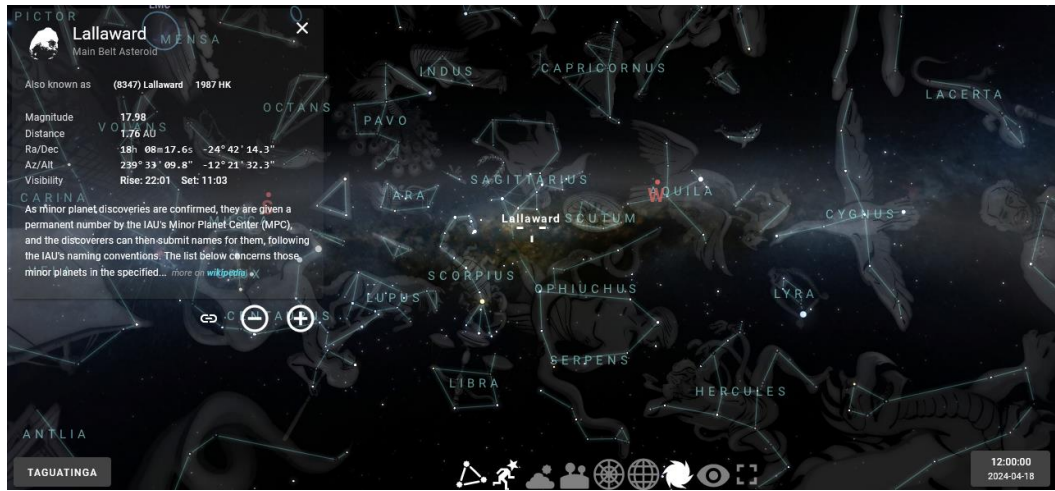 PICTOR
LMC
MENSA
Lallaward
Main Belt Asteroid
Also known as (8347) Lallaward 1987 HK
OCTANS
Magnitude 17.98
VOLANS
Distance 1.76 AU
Ra/Dec 18h 08m17.6s -24°42'14.3"
Az/Alt 239°33'09.8" -12°21'32.3"
Visibility Rise: 22:01 Set: 11:03
CARINA
As minor planet discoveries are confirmed, they are given a
permanent number by the IAU's Minor Planet Center (MPC),
and the discoverers can then submit names for them, following
the IAU's naming conventions. The list below concerns those
minor planets in the specified... more on wikipedia
CENTAURUS
INDUS
CAPRICORNUS
LACERTA
PAVO
SAGITTARIUS
ARA
AQUILA
W
S
Lallaward
SCUTUM
CYGNUS
SCORPIUS
OPHIUCHUS
LUPUS
LYRA
SERPENS
LIBRA
HERCULES
ANTLIA
TAGUATINGA
12:00:00
2024-04-18